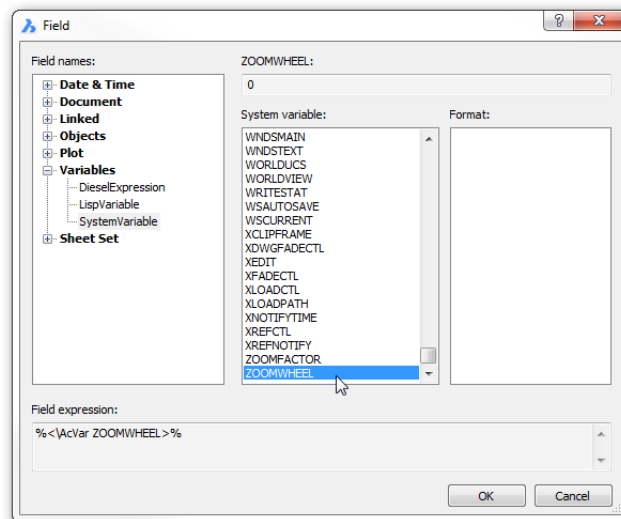 Field
Field names:
Date & Time
Document
Linked
Objects
Plot
Variables
DieselExpression
LispVariable
SystemVariable
Sheet Set
ZOOMWHEEL:
0
System variable:
WNDSMAIN
WNDSTEXT
WORLDUCS
WORLDVIEW
WRITESTAT
WSAUTOSAVE
WSCURRENT
XCLIPFRAME
XDWGFADECTL
XEDIT
XFADECTL
XLOADCTL
XLOADPATH
XNOTIFYTIME
XREFCTL
XREFNOTIFY
ZOOMFACTOR
ZOOMWHEEL
Format:
Field expression:
%<\AcVar ZOOMWHEEL>%
OK
Cancel